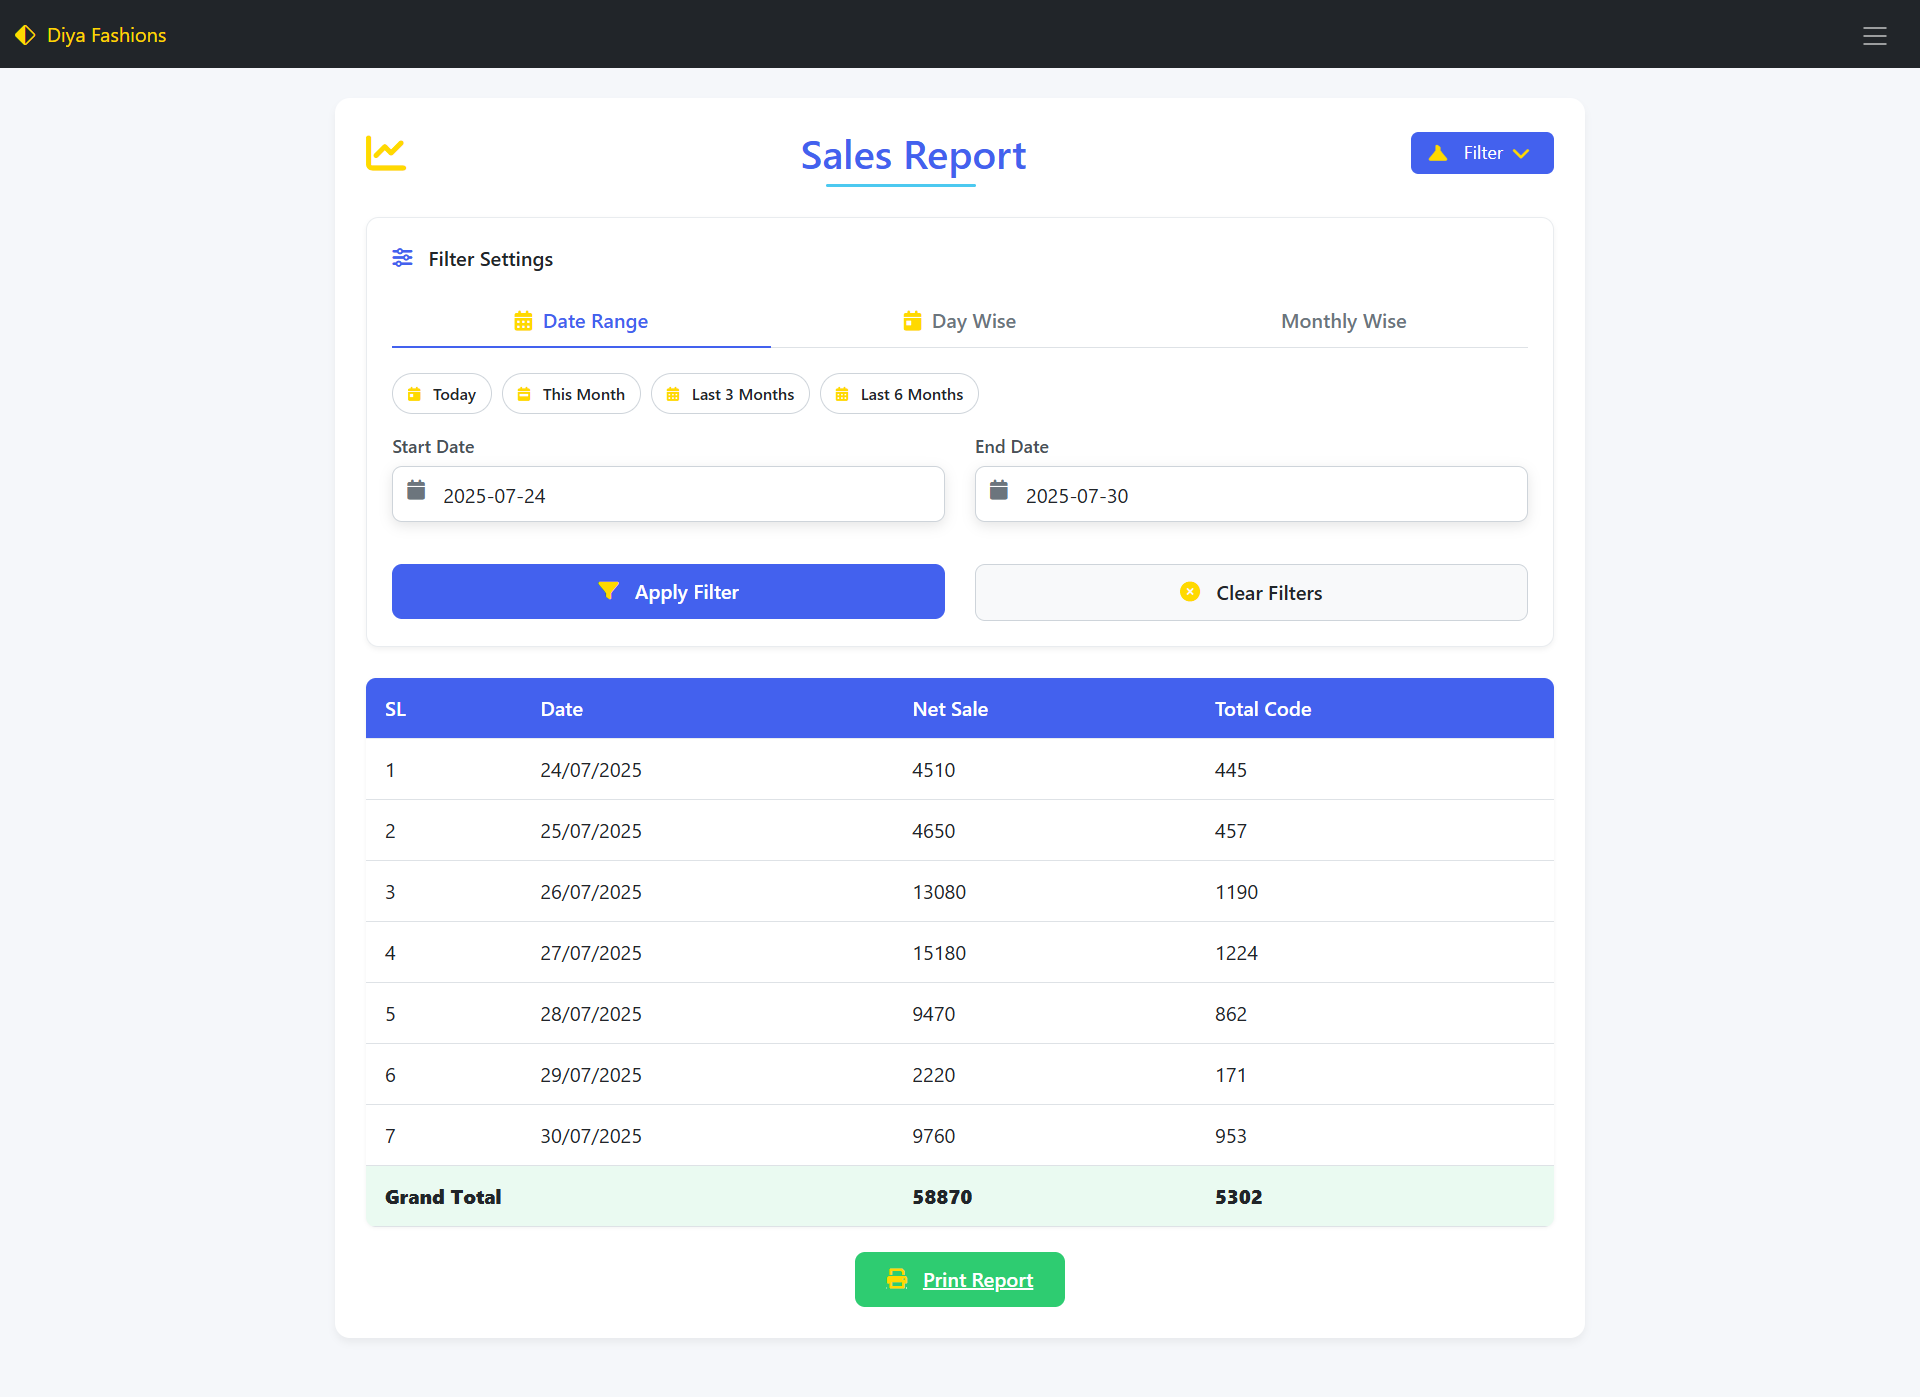 Diya Fashions
Sales Report
Filter
Filter Settings
Date Range Day Wise Monthly Wise
Today This Month Last 3 Months Last 6 Months
Start Date End Date
2025-07-24 2025-07-30
Apply Filter Clear Filters
SL Date Net Sale Total Code
1 24/07/2025 4510 445
2 25/07/2025 4650 457
3 26/07/2025 13080 1190
4 27/07/2025 15180 1224
5 28/07/2025 9470 862
6 29/07/2025 2220 171
7 30/07/2025 9760 953
Grand Total 58870 5302
Print Report